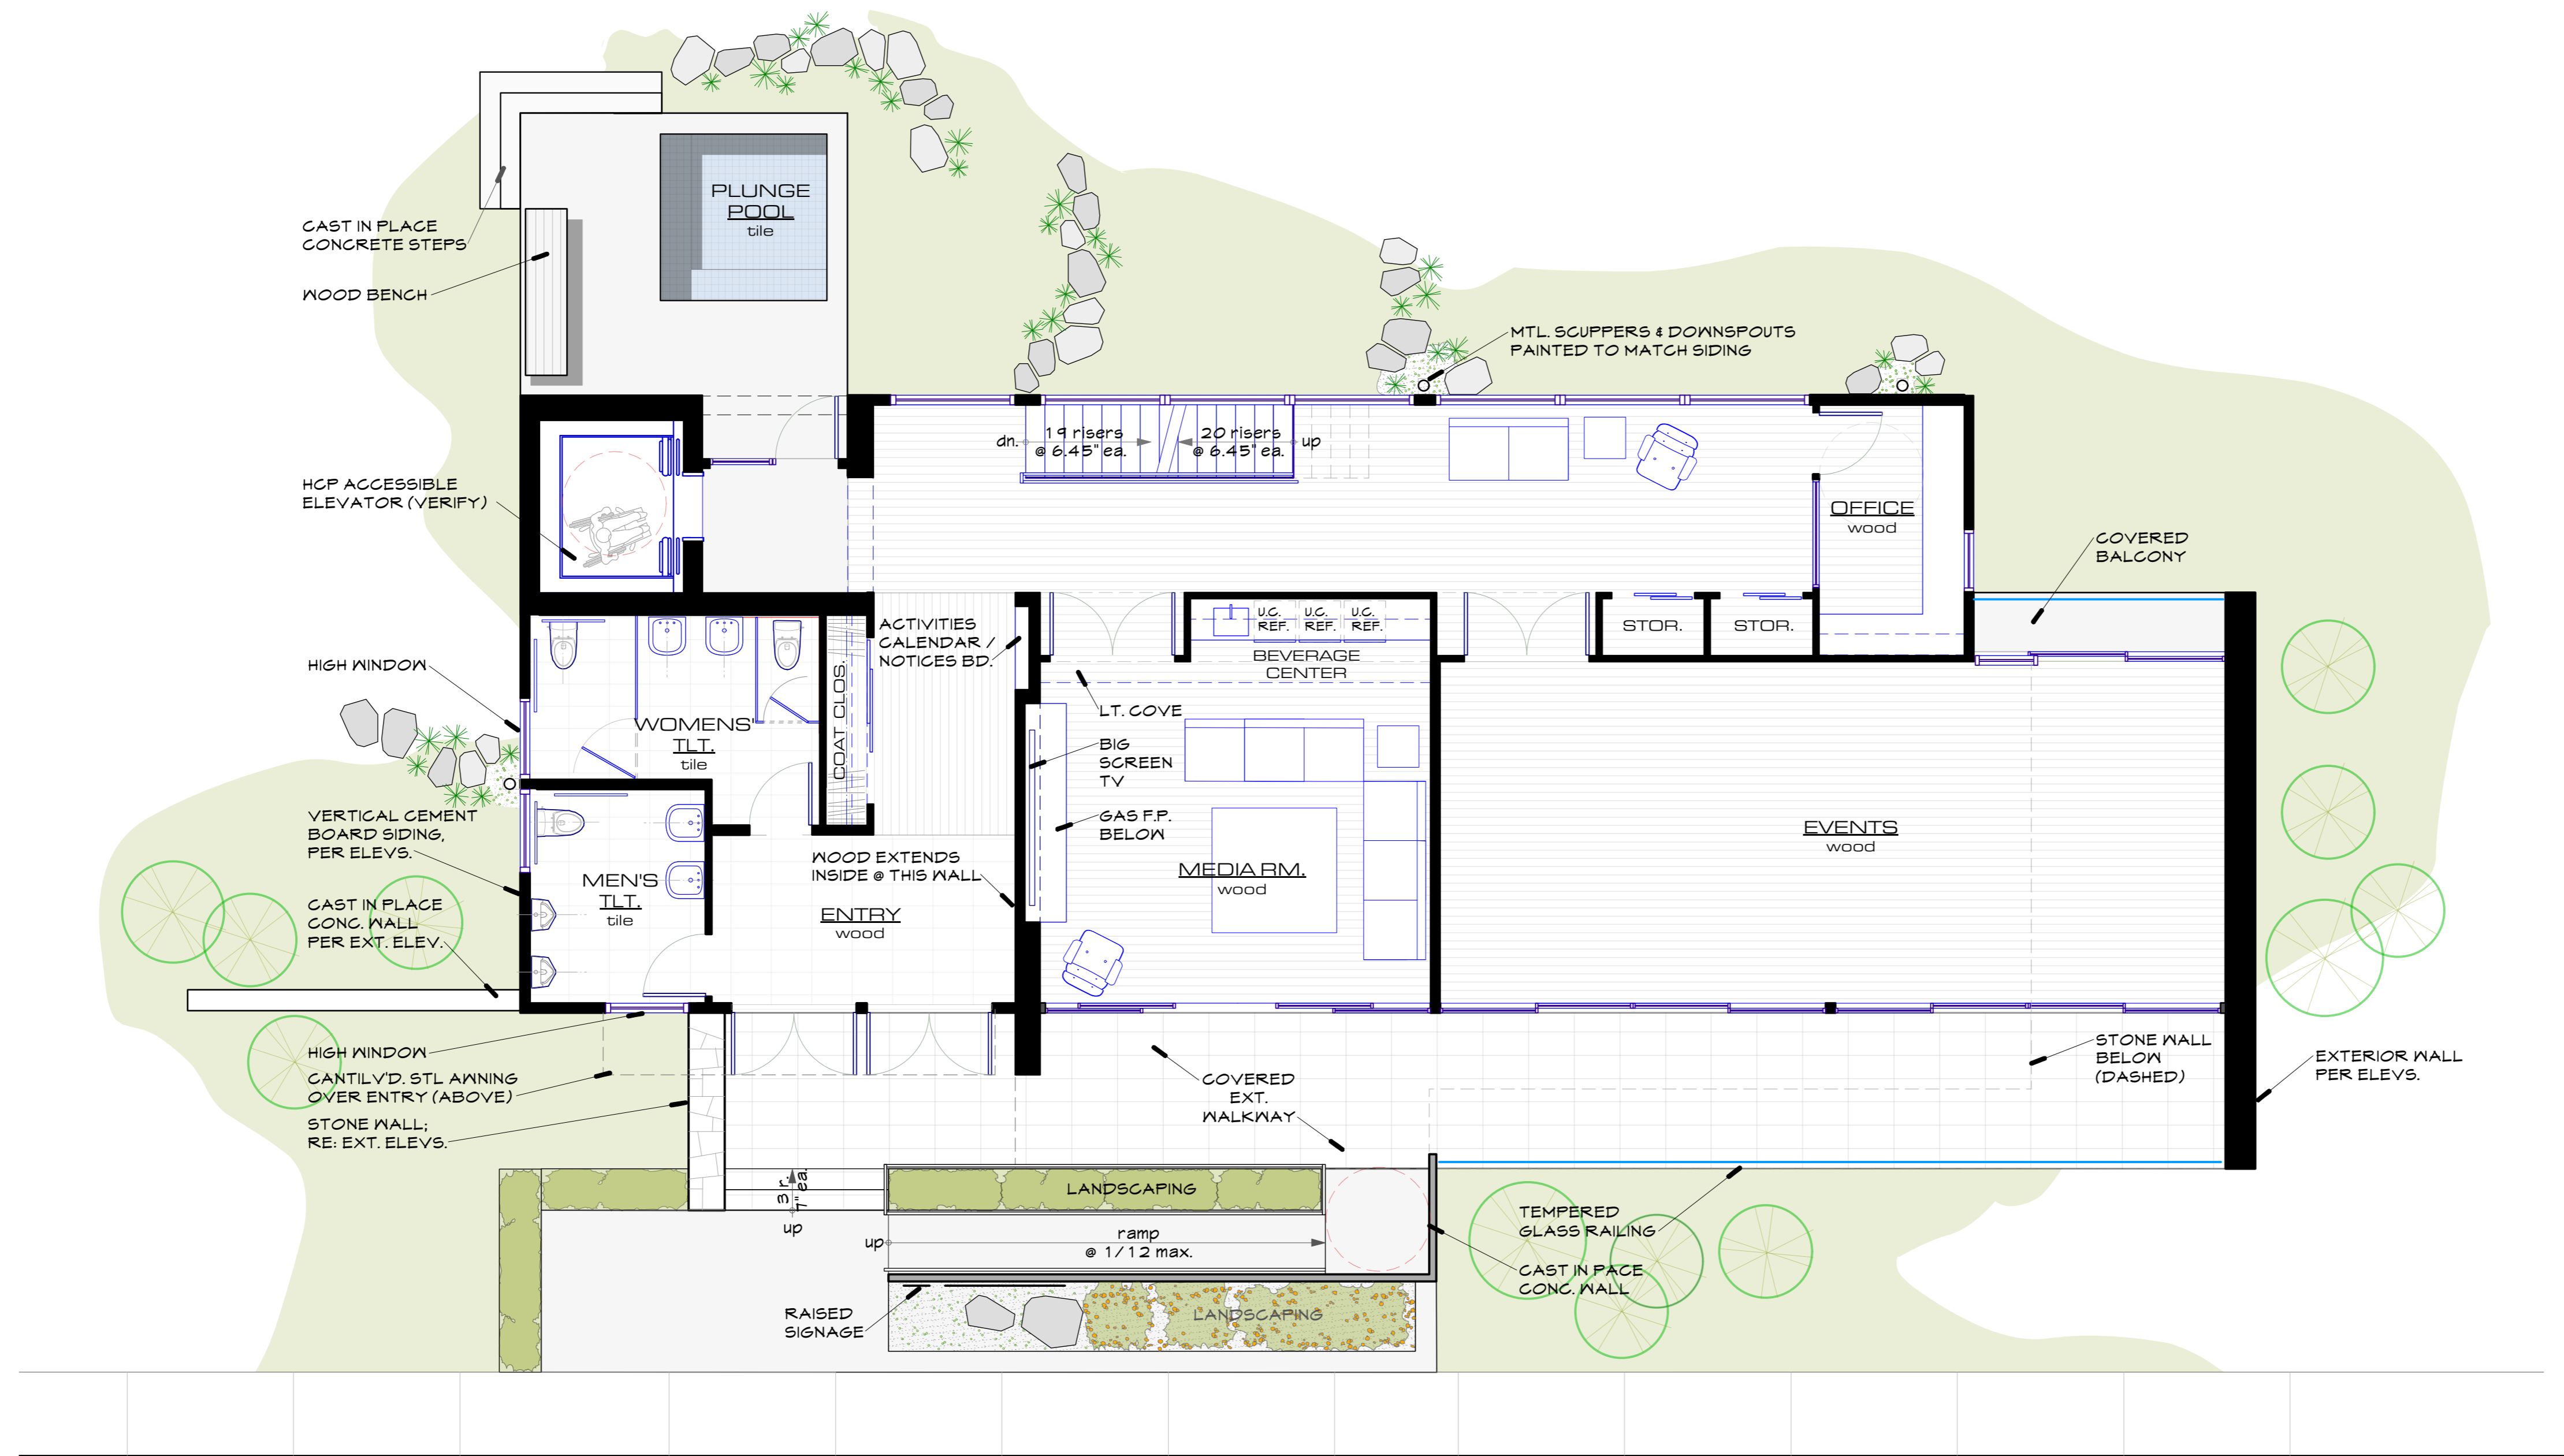 PLUNGE
POOL
tile
CAST IN PLACE
CONCRETE STEPS
WOOD BENCH
MTL. SCUPPERS & DOWNSPOUTS
PAINTED TO MATCH SIDING
dn.
19 risers
@ 6.45" ea.
20 risers
@ 6.45" ea.
up
HCP ACCESSIBLE
ELEVATOR (VERIFY)
OFFICE
wood
COVERED
BALCONY
ACTIVITIES
CALENDAR /
NOTICES BD.
U.C.
REF.
U.C.
REF.
U.C.
REF.
BEVERAGE
CENTER
STOR.
STOR.
HIGH WINDOW
COAT CLOS.
LT. COVE
WOMENS'
TLT.
tile
BIG
SCREEN
TV
GAS F.P.
BELOW
VERTICAL CEMENT
BOARD SIDING,
PER ELEVS.
EVENTS
wood
WOOD EXTENDS
INSIDE @ THIS WALL
MEDIA RM.
wood
MEN'S
TLT.
tile
CAST IN PLACE
CONC. WALL
PER EXT. ELEV.
ENTRY
wood
HIGH WINDOW
CANTILV'D. STL AWNING
OVER ENTRY (ABOVE)
STONE WALL;
RE: EXT. ELEVS.
COVERED
EXT.
WALKWAY
STONE WALL
BELOW
(DASHED)
EXTERIOR WALL
PER ELEVS.
3 r.
7" ea.
up
LANDSCAPING
up
ramp
@ 1/12 max.
TEMPERED
GLASS RAILING
CAST IN PACE
CONC. WALL
RAISED
SIGNAGE
LANDSCAPING